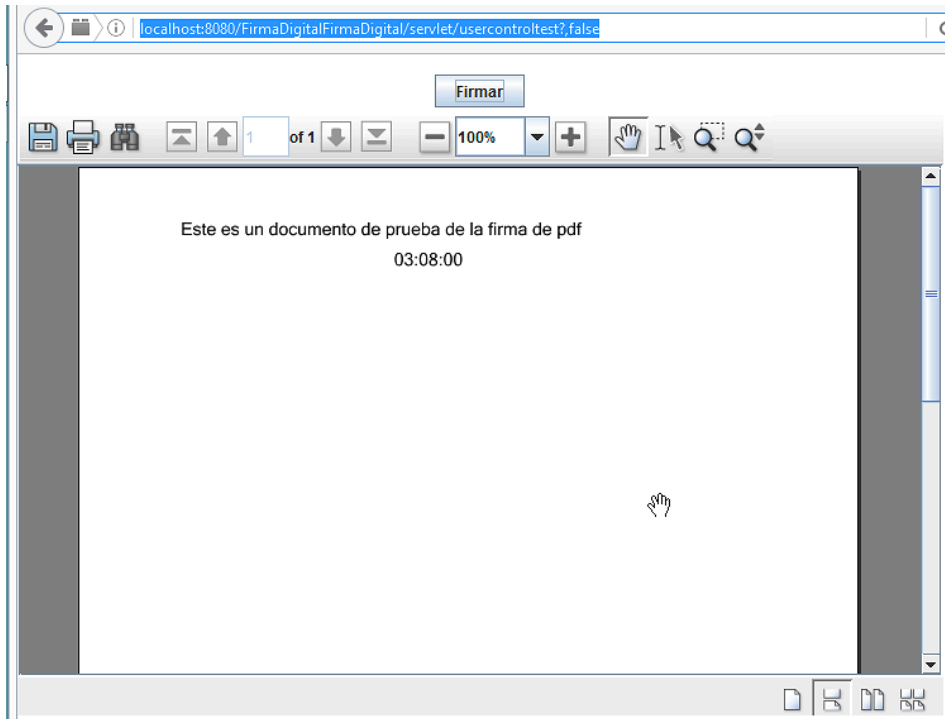 localhost:8080/FirmaDigitalFirmaDigital/servlet/usercontroltest?,false
Firmar
1 of 1 100%
Este es un documento de prueba de la firma de pdf
03:08:00